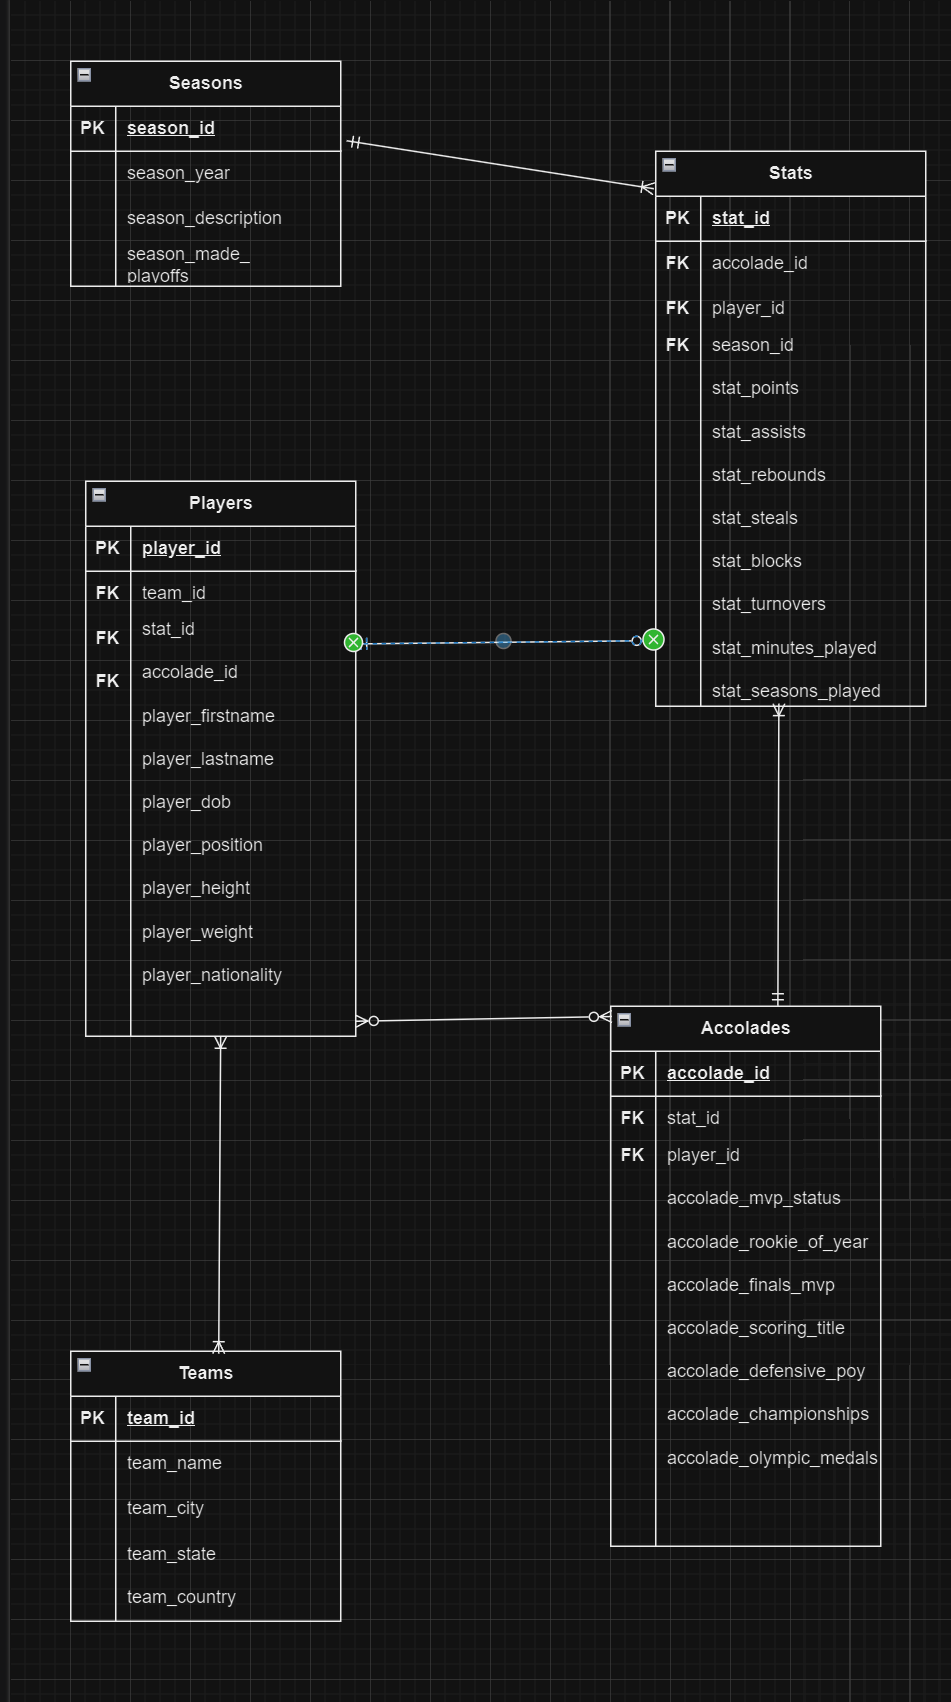 Seasons
PK season_id
season_year
season_description
season_made_
playoffs
Stats
PK stat_id
FK accolade_id
FK player_id
FK season_id
stat_points
stat_assists
stat_rebounds
stat_steals
stat_blocks
stat_turnovers
stat_minutes_played
stat_seasons_played
Players
PK player_id
FK team_id
FK stat_id
FK accolade_id
player_firstname
player_lastname
player_dob
player_position
player_height
player_weight
player_nationality
Accolades
PK accolade_id
FK stat_id
FK player_id
accolade_mvp_status
accolade_rookie_of_year
accolade_finals_mvp
accolade_scoring_title
accolade_defensive_poy
accolade_championships
accolade_olympic_medals
Teams
PK team_id
team_name
team_city
team_state
team_country